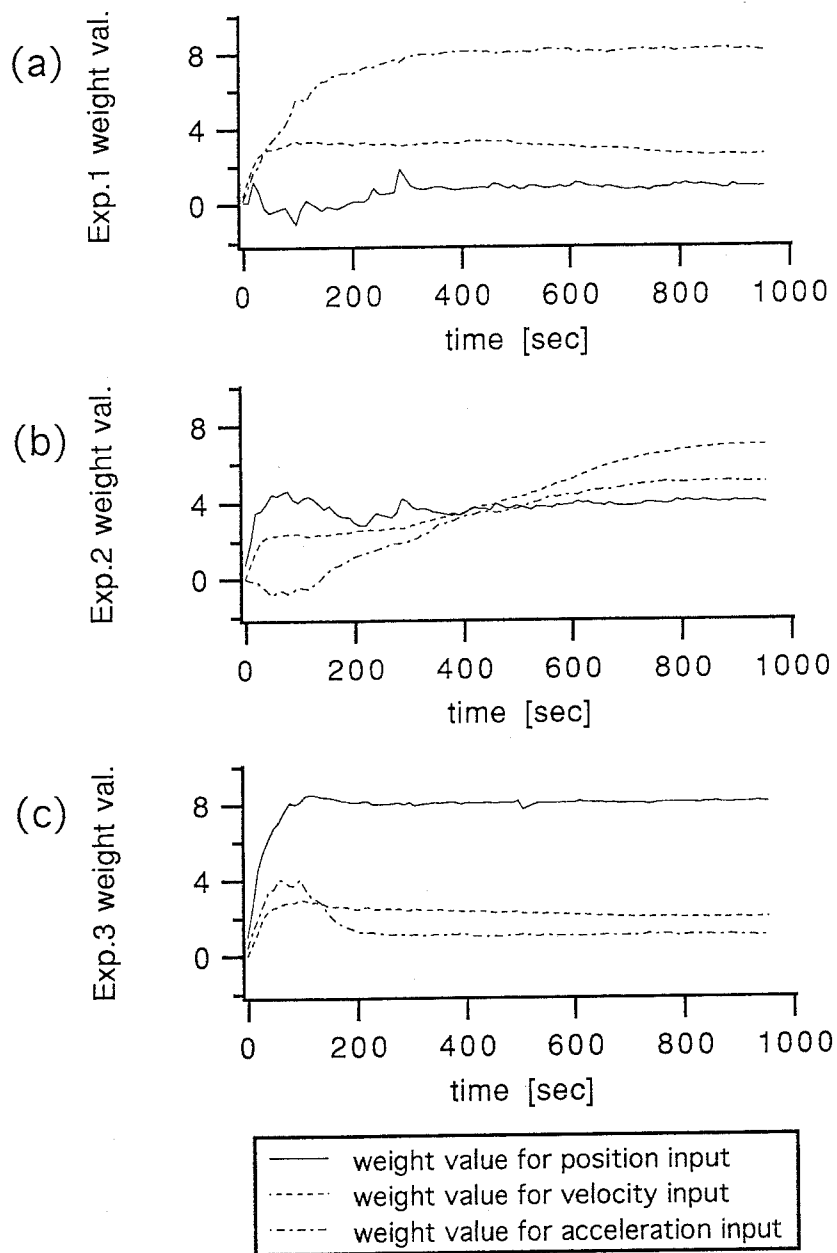 (a)
Exp.1 weight val.
8
4
0
0 200 400 600 800 1000
time [sec]
(b)
Exp.2 weight val.
8
4
0
0 200 400 600 800 1000
time [sec]
(c)
Exp.3 weight val.
8
4
0
0 200 400 600 800 1000
time [sec]
weight value for position input
weight value for velocity input
weight value for acceleration input